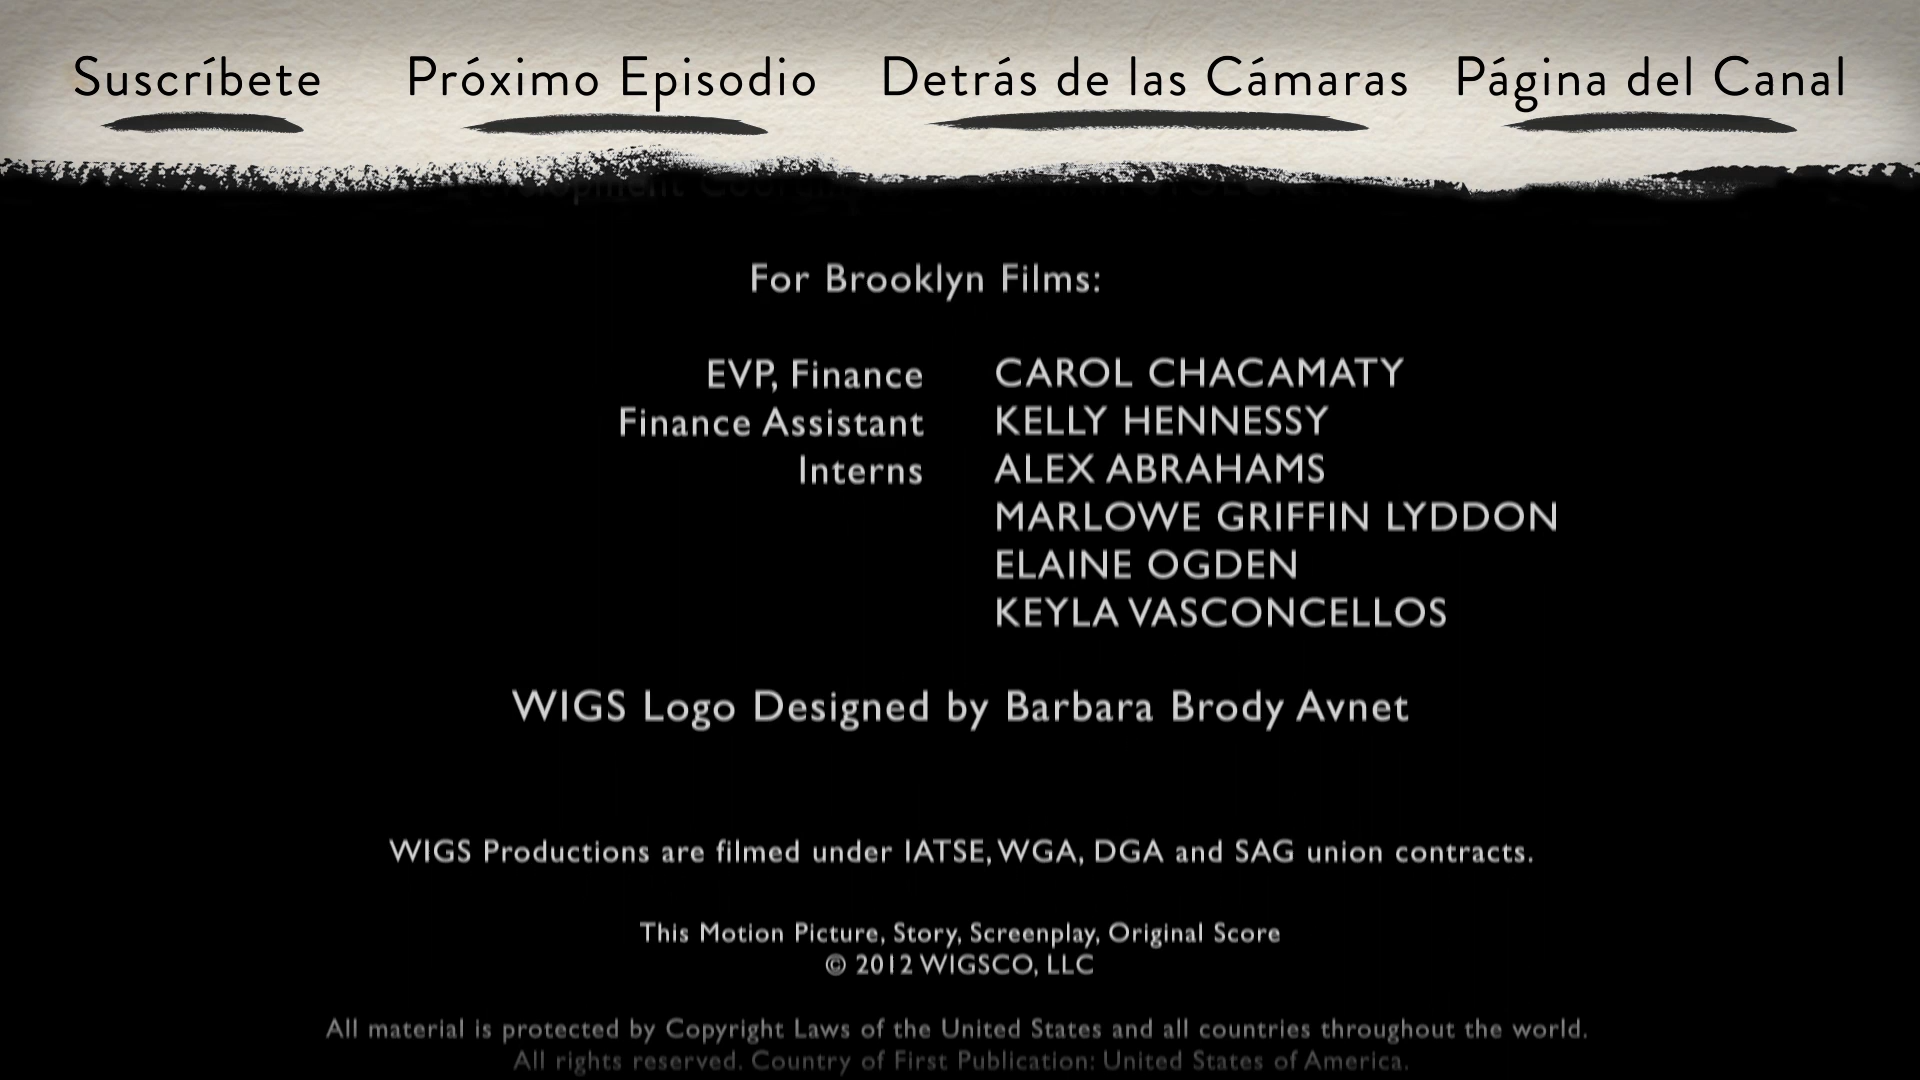 Suscríbete Próximo Episodio Detrás de las Cámaras Página del Canal
For Brooklyn Films:
EVP, Finance CAROL CHACAMATY
Finance Assistant KELLY HENNESSY
Interns ALEX ABRAHAMS
MARLOWE GRIFFIN LYDDON
ELAINE OGDEN
KEYLA VASCONCELLOS
WIGS Logo Designed by Barbara Brody Avnet
WIGS Productions are filmed under IATSE, WGA, DGA and SAG union contracts.
This Motion Picture, Story, Screenplay, Original Score
© 2012 WIGSCO, LLC
All material is protected by Copyright Laws of the United States and all countries throughout the world.
All rights reserved. Country of First Publication: United States of America.